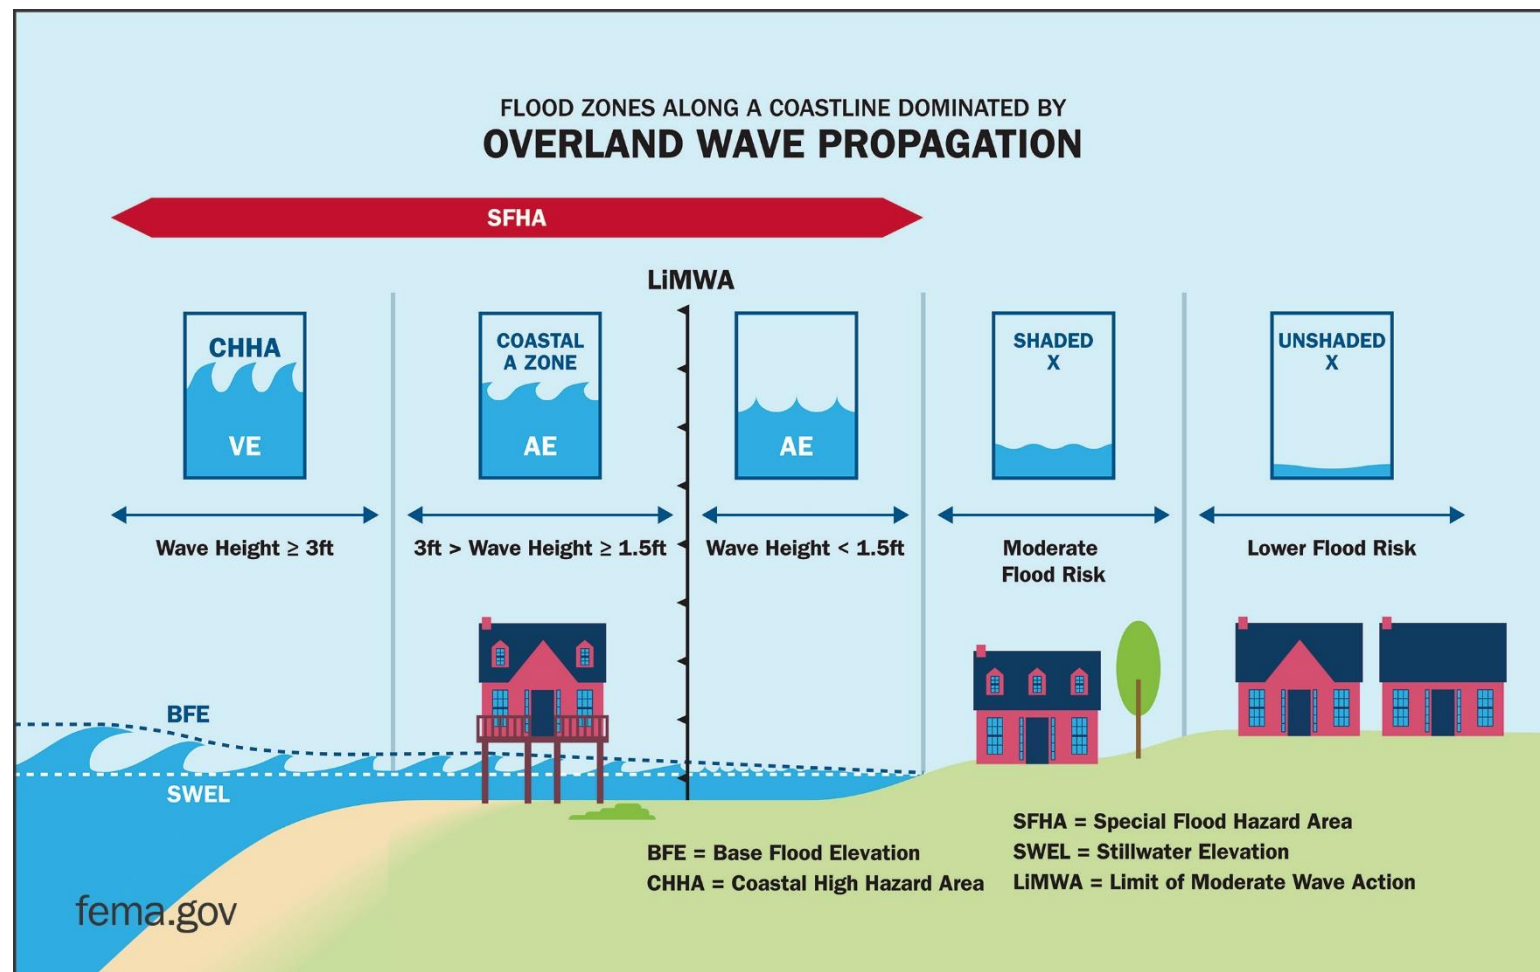 FLOOD ZONES ALONG A COASTLINE DOMINATED BY
OVERLAND WAVE PROPAGATION
SFHA
LiMWA
CHHA
VE
COASTAL
A ZONE
AE
AE
SHADED
X
UNSHADED
X
Wave Height ≥ 3ft
3ft > Wave Height ≥ 1.5ft
Wave Height < 1.5ft
Moderate
Flood Risk
Lower Flood Risk
BFE
SWEL
BFE = Base Flood Elevation
CHHA = Coastal High Hazard Area
SFHA = Special Flood Hazard Area
SWEL = Stillwater Elevation
LiMWA = Limit of Moderate Wave Action
fema.gov